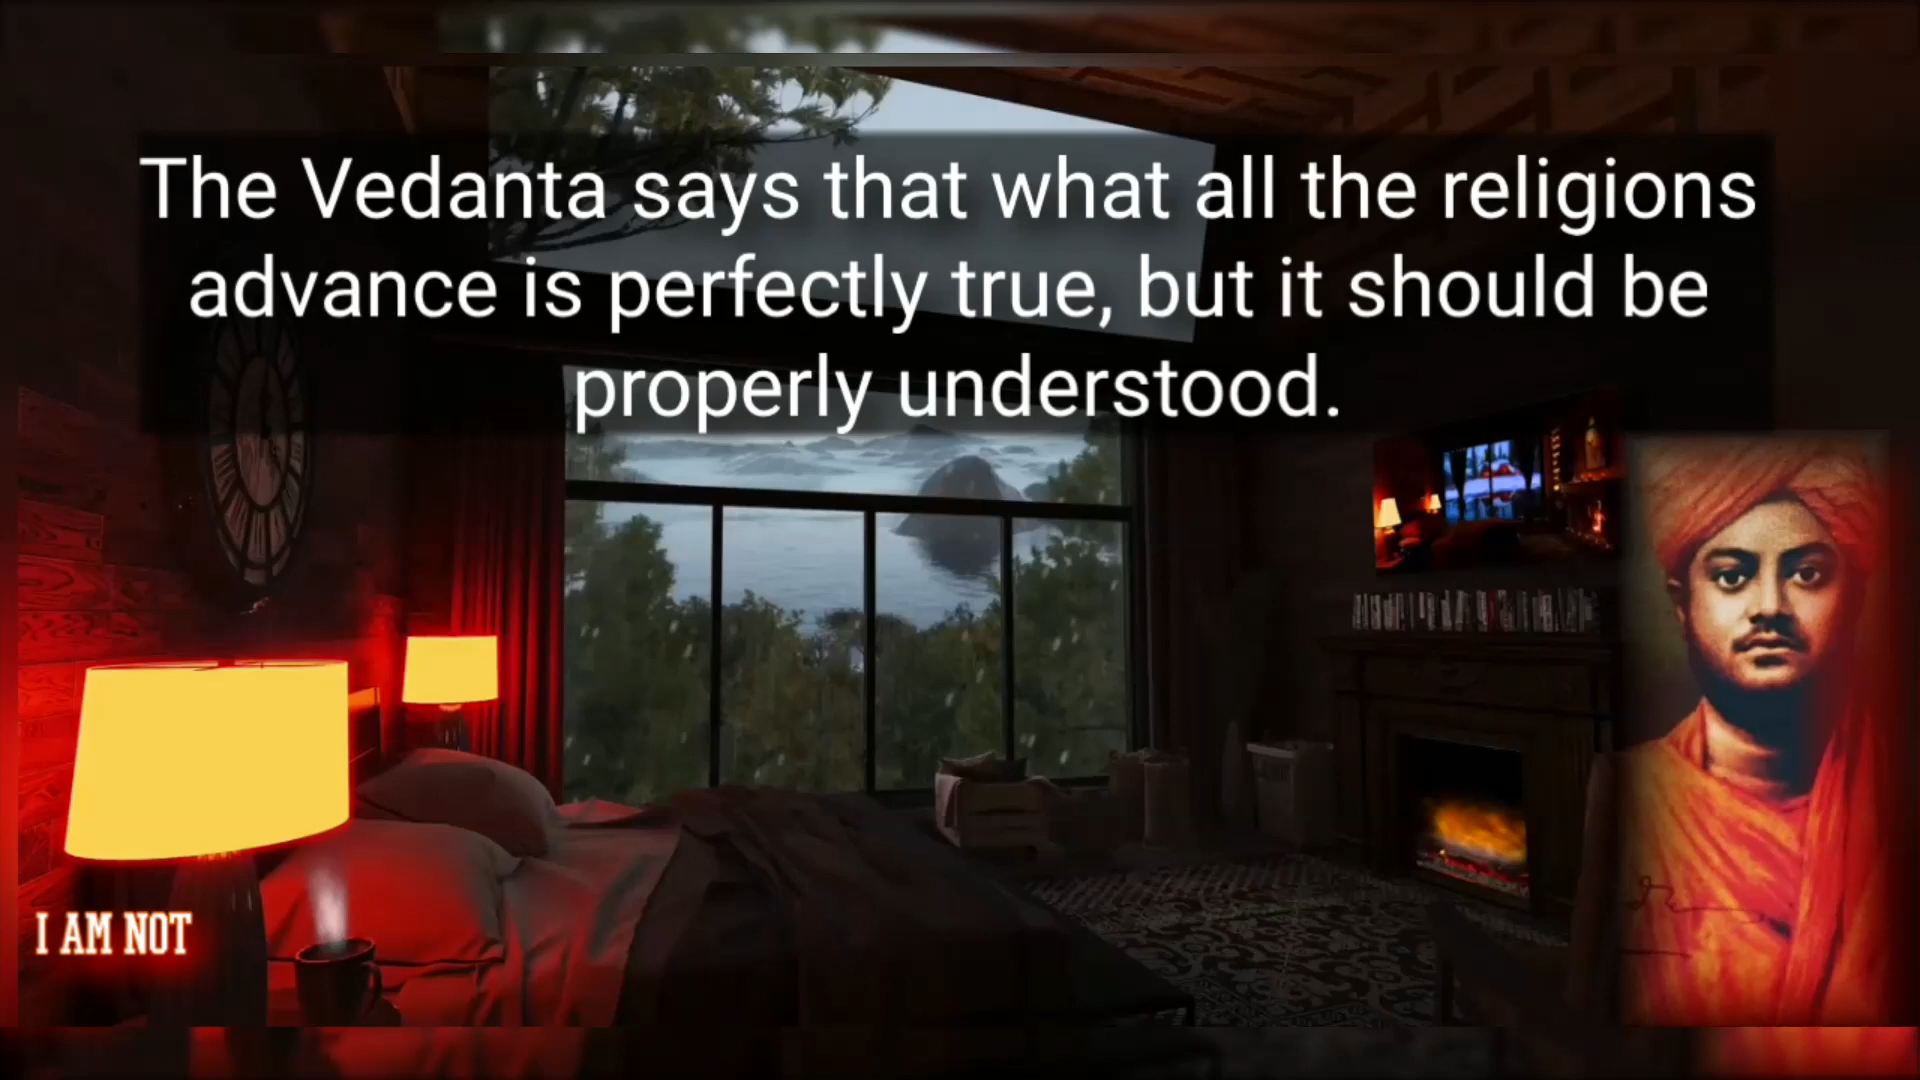 The Vedanta says that what all the religions
advance is perfectly true, but it should be
properly understood.
I AM NOT